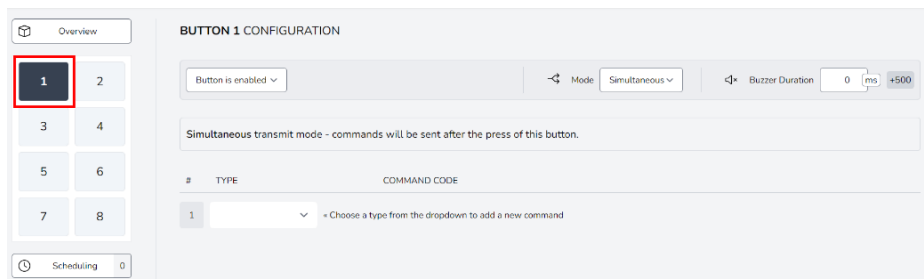 Overview
BUTTON 1 CONFIGURATION
1 2
Button is enabled Mode Simultaneous Buzzer Duration 0 ms +500
3 4
Simultaneous transmit mode - commands will be sent after the press of this button.
5 6
# TYPE COMMAND CODE
7 8
1 « Choose a type from the dropdown to add a new command
Scheduling 0